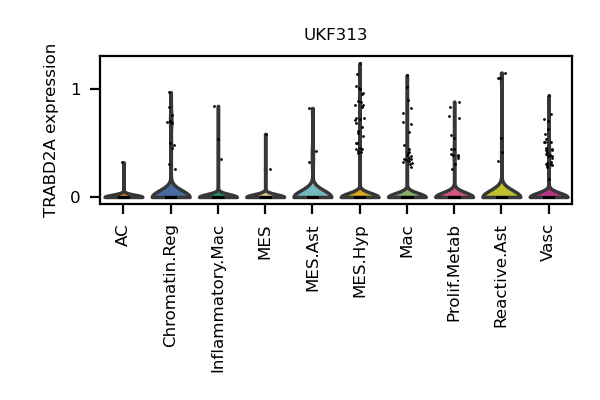 UKF313
TRABD2A expression
1
0
AC
Chromatin.Reg
Inflammatory.Mac
MES
MES.Ast
MES.Hyp
Mac
Prolif.Metab
Reactive.Ast
Vasc